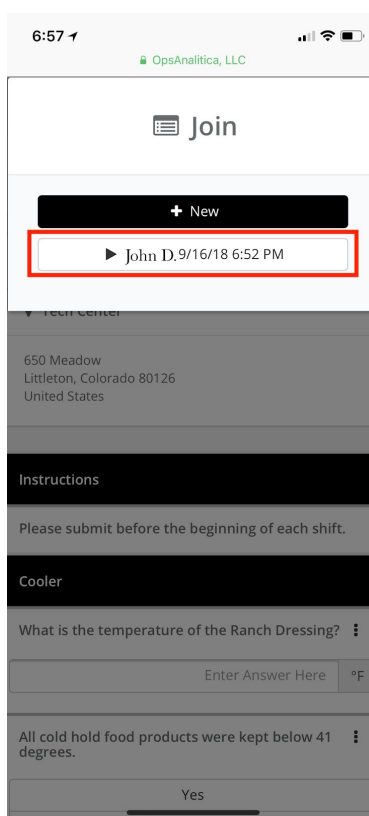 6:57
OpsAnalitica, LLC
Join
+ New
John D. 9/16/18 6:52 PM
Tech Center
650 Meadow
Littleton, Colorado 80126
United States
Instructions
Please submit before the beginning of each shift.
Cooler
What is the temperature of the Ranch Dressing?
Enter Answer Here °F
All cold hold food products were kept below 41
degrees.
Yes